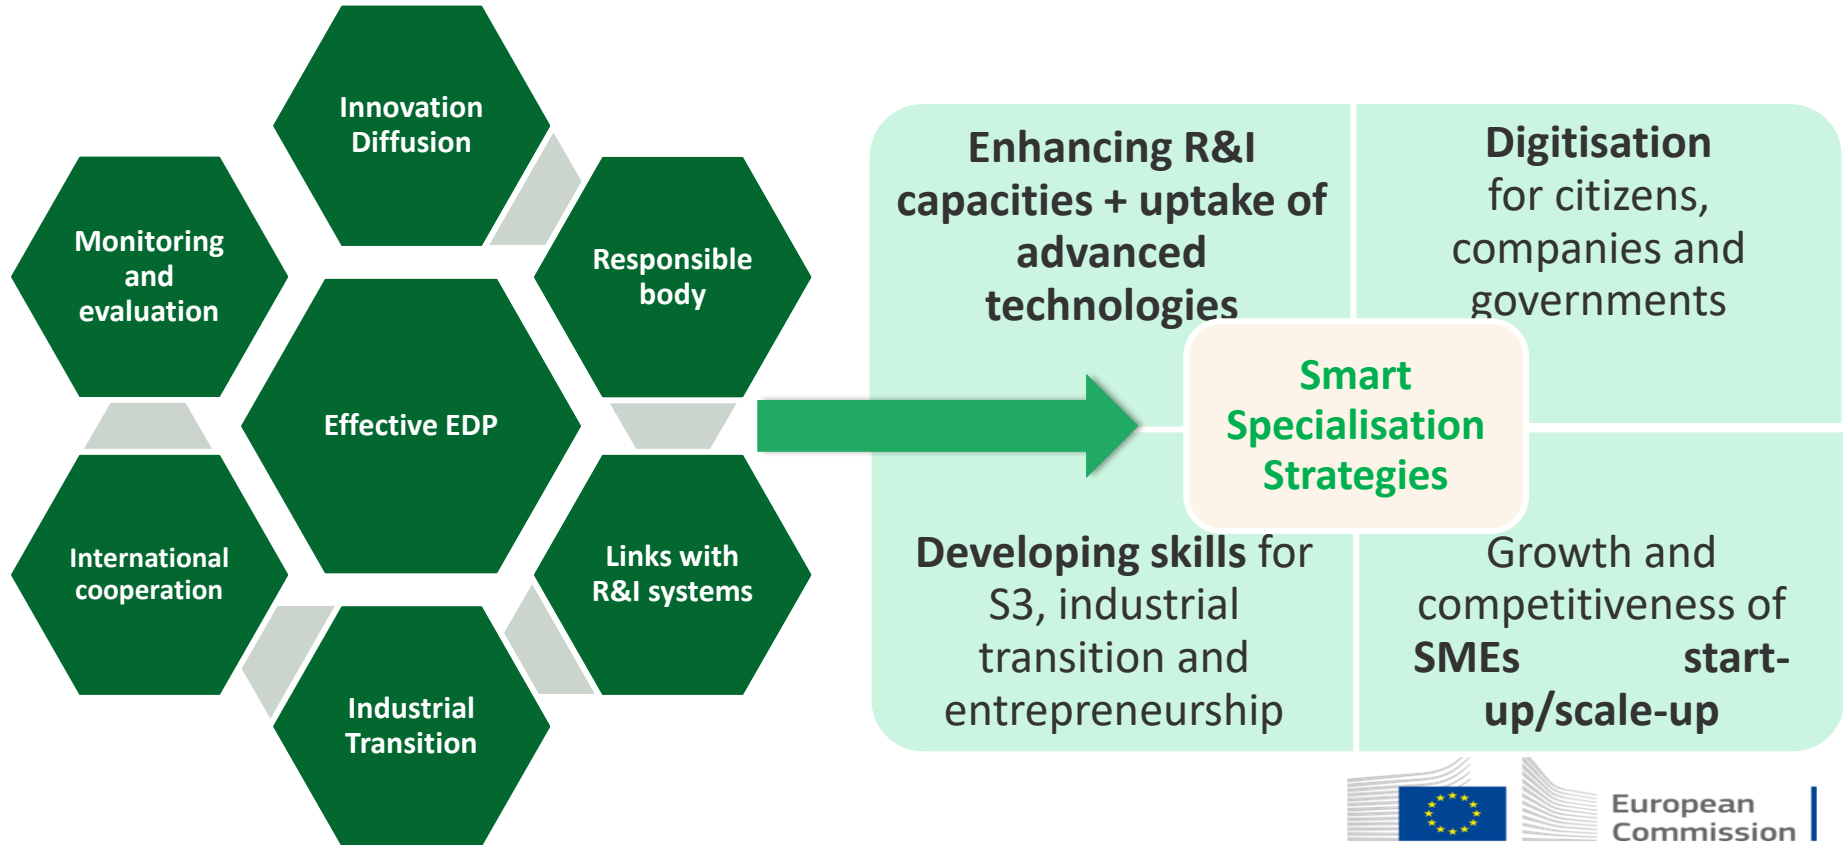 Innovation
Diffusion
Monitoring
and
evaluation
Responsible
body
Effective EDP
International
cooperation
Links with
R&I systems
Industrial
Transition
Enhancing R&I
capacities + uptake of
advanced
technologies
Digitisation
for citizens,
companies and
governments
Smart
Specialisation
Strategies
Developing skills for
S3, industrial
transition and
entrepreneurship
Growth and
competitiveness of
SMEs start-
up/scale-up
European
Commission